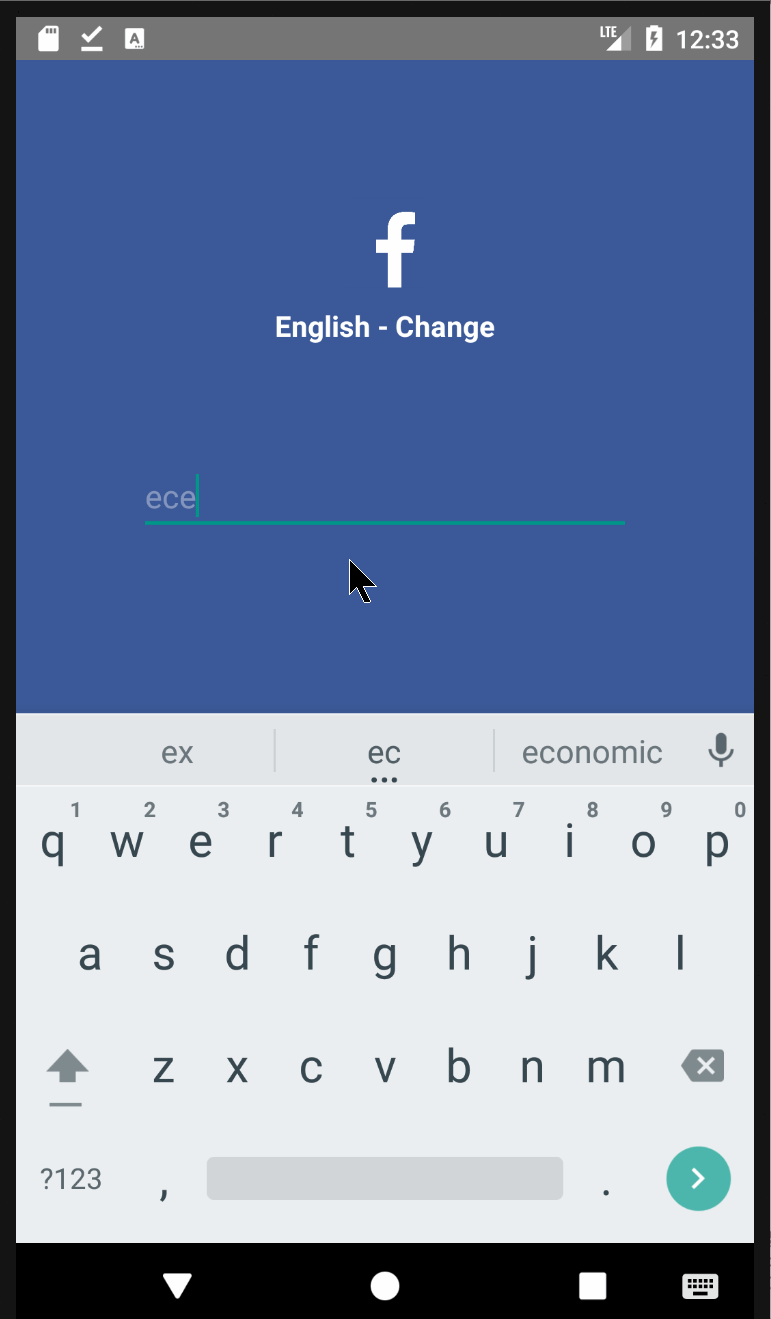 LTE 12:33
f
English - Change
ece
ex ec economic
1 2 3 4 5 6 7 8 9 0
q w e r t y u i o p
a s d f g h j k l
z x c v b n m
?123 , .